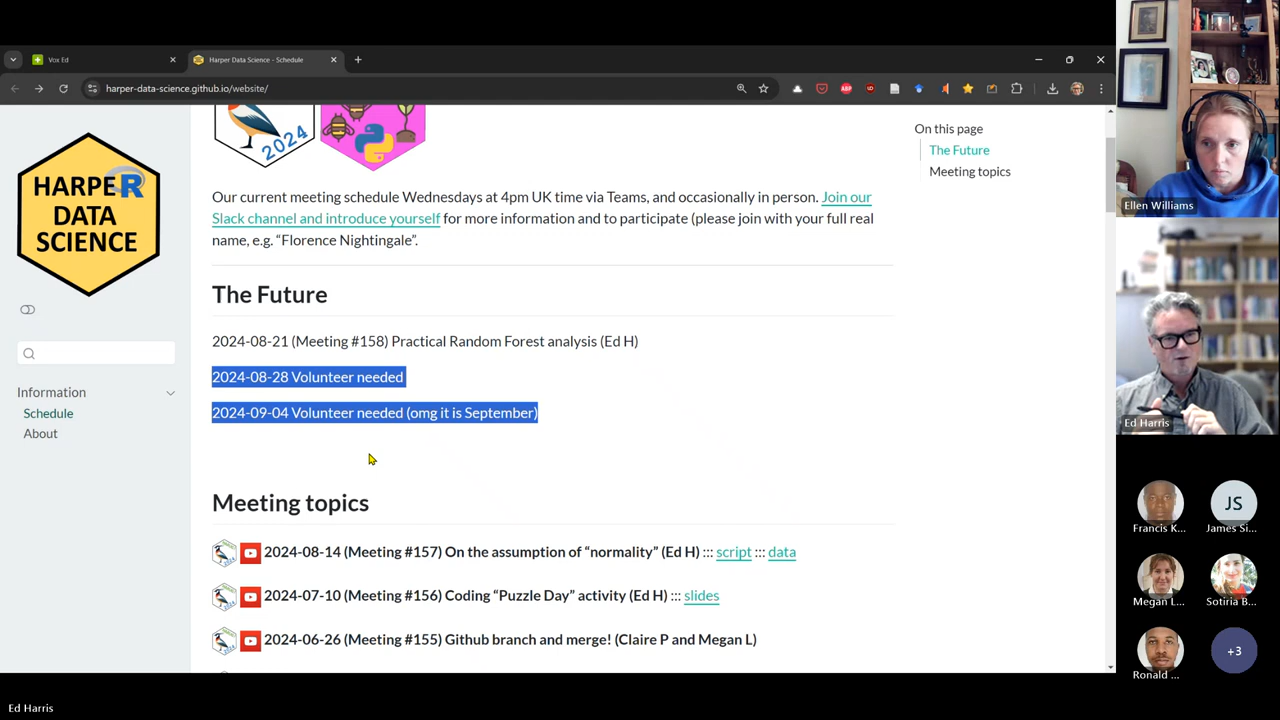 Vox Ed
Harper Data Science - Schedule
harper-data-science.github.io/website/
HARPER
DATA
SCIENCE
2024
Our current meeting schedule Wednesdays at 4pm UK time via Teams, and occasionally in person. Join our
Slack channel and introduce yourself for more information and to participate (please join with your full real
name, e.g. “Florence Nightingale”.
On this page
The Future
Meeting topics
Information
Schedule
About
The Future
2024-08-21 (Meeting #158) Practical Random Forest analysis (Ed H)
2024-08-28 Volunteer needed
2024-09-04 Volunteer needed (omg it is September)
Meeting topics
2024-08-14 (Meeting #157) On the assumption of “normality” (Ed H) ::: script ::: data
2024-07-10 (Meeting #156) Coding “Puzzle Day” activity (Ed H) ::: slides
2024-06-26 (Meeting #155) Github branch and merge! (Claire P and Megan L)
Ellen Williams
Ed Harris
Francis K...
JS
James Si...
Megan L...
Sotiria B...
Ronald ...
+3
Ed Harris